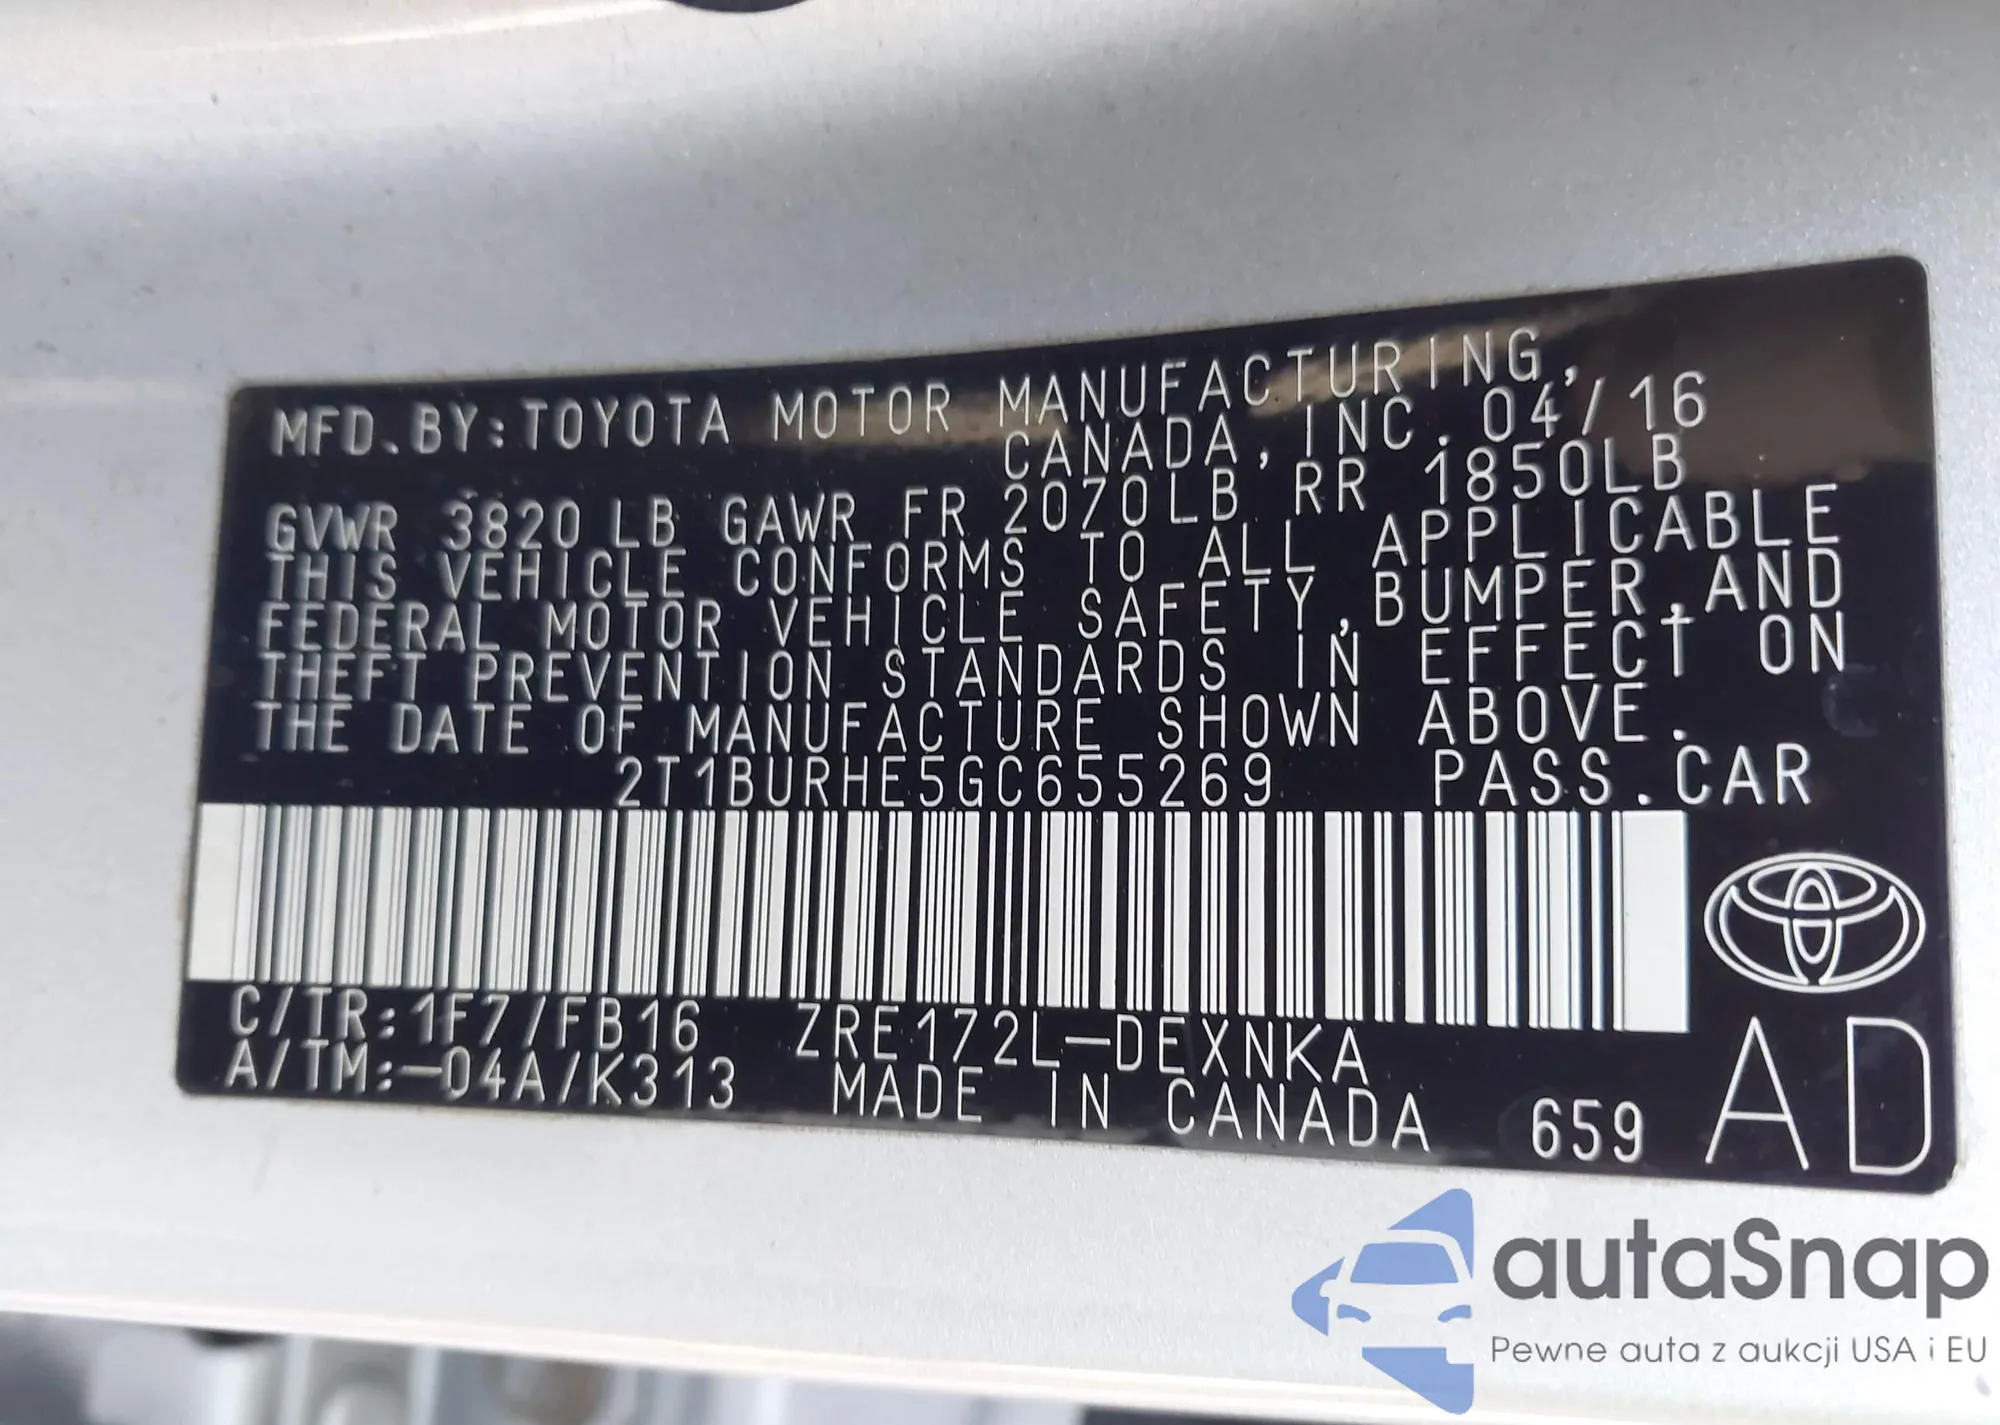 MFD.BY:TOYOTA MOTOR MANUFACTURING,
CANADA,INC. 04/16
GVWR 3820 LB GAWR FR 2070LB RR 1850LB
THIS VEHICLE CONFORMS TO ALL APPLICABLE
FEDERAL MOTOR VEHICLE SAFETY,BUMPER,AND
THEFT PREVENTION STANDARDS IN EFFECT ON
THE DATE OF MANUFACTURE SHOWN ABOVE.
2T1BURHE5GC655269 PASS.CAR
C/TR:1F7/FB16 ZRE172L-DEXNKA
A/TM:-04A/K313 MADE IN CANADA 659 AD
autaSnap
Pewne auta z aukcji USA i EU